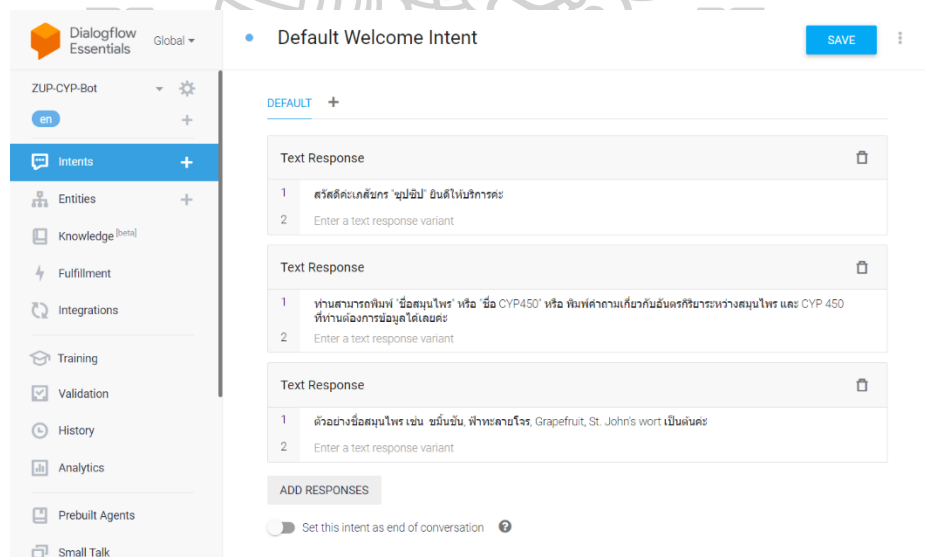 Dialogflow
Essentials
Global
Default Welcome Intent
SAVE
ZUP-CYP-Bot
en
DEFAULT
Intents
Entities
Knowledge [beta]
Fulfillment
Integrations
Training
Validation
History
Analytics
Prebuilt Agents
Small Talk
Text Response
1 สวัสดีค่ะเภสัชกร "ซุปซิป" ยินดีให้บริการค่ะ
2 Enter a text response variant
Text Response
1 ท่านสามารถพิมพ์ "ชื่อสมุนไพร" หรือ "ชื่อ CYP450" หรือ พิมพ์คำถามเกี่ยวกับอันตรกิริยาระหว่างสมุนไพร และ CYP 450
ที่ท่านต้องการข้อมูลได้เลยค่ะ
2 Enter a text response variant
Text Response
1 ตัวอย่างชื่อสมุนไพร เช่น ขมิ้นชัน, ฟ้าทะลายโจร, Grapefruit, St. John's wort เป็นต้นค่ะ
2 Enter a text response variant
ADD RESPONSES
Set this intent as end of conversation